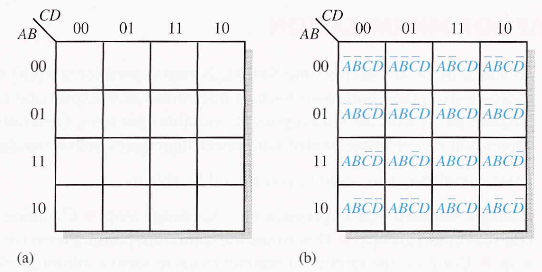 CD
AB 00 01 11 10
00
01
11
10
(a)
CD
AB 00 01 11 10
00 A̅B̅C̅D̅ A̅B̅C̅D A̅B̅CD A̅B̅CD̅
01 A̅BC̅D̅ A̅BC̅D A̅BCD A̅BCD̅
11 ABC̅D̅ ABC̅D ABCD ABCD̅
10 AB̅C̅D̅ AB̅C̅D AB̅CD AB̅CD̅
(b)